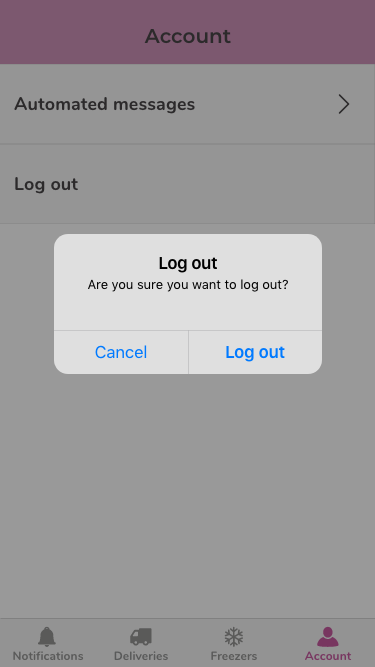 Account
Automated messages
Log out
Log out
Are you sure you want to log out?
Cancel
Log out
Notifications
Deliveries
Freezers
Account